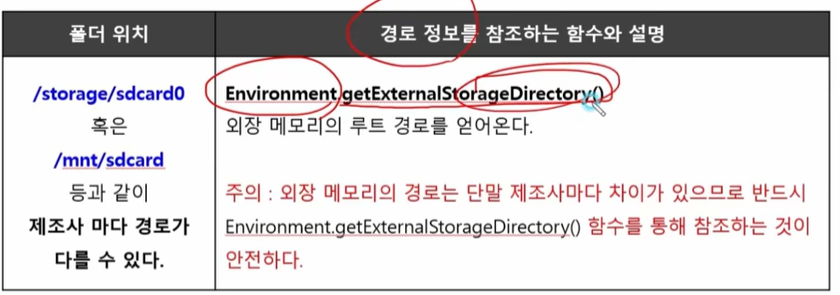 폴더 위치
경로 정보를 참조하는 함수와 설명
/storage/sdcard0
혹은
/mnt/sdcard
등과 같이
제조사 마다 경로가
다를 수 있다.
Environment.getExternalStorageDirectory()
외장 메모리의 루트 경로를 얻어온다.
주의 : 외장 메모리의 경로는 단말 제조사마다 차이가 있으므로 반드시
Environment.getExternalStorageDirectory() 함수를 통해 참조하는 것이
안전하다.